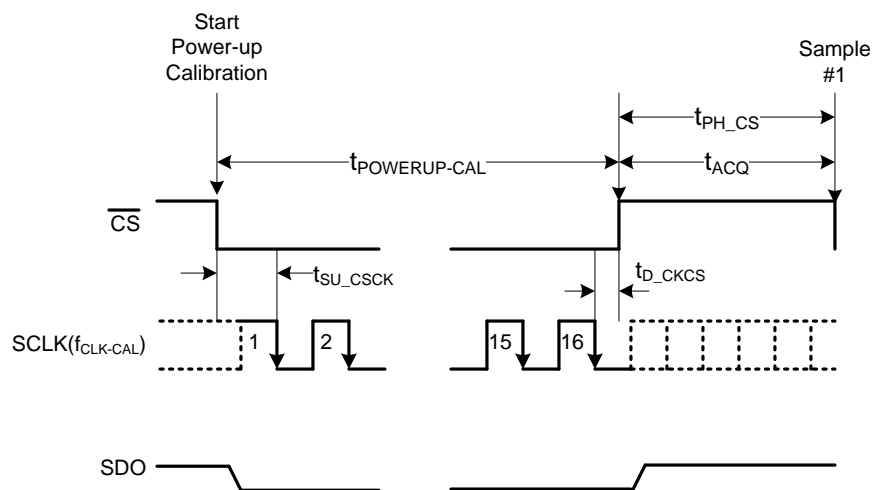 Start
Power-up
Calibration
Sample
#1
tPH_CS
tPOWERUP-CAL
tACQ
CS
tSU_CSCK
tD_CKCS
SCLK(fCLK-CAL)
1
2
15
16
SDO